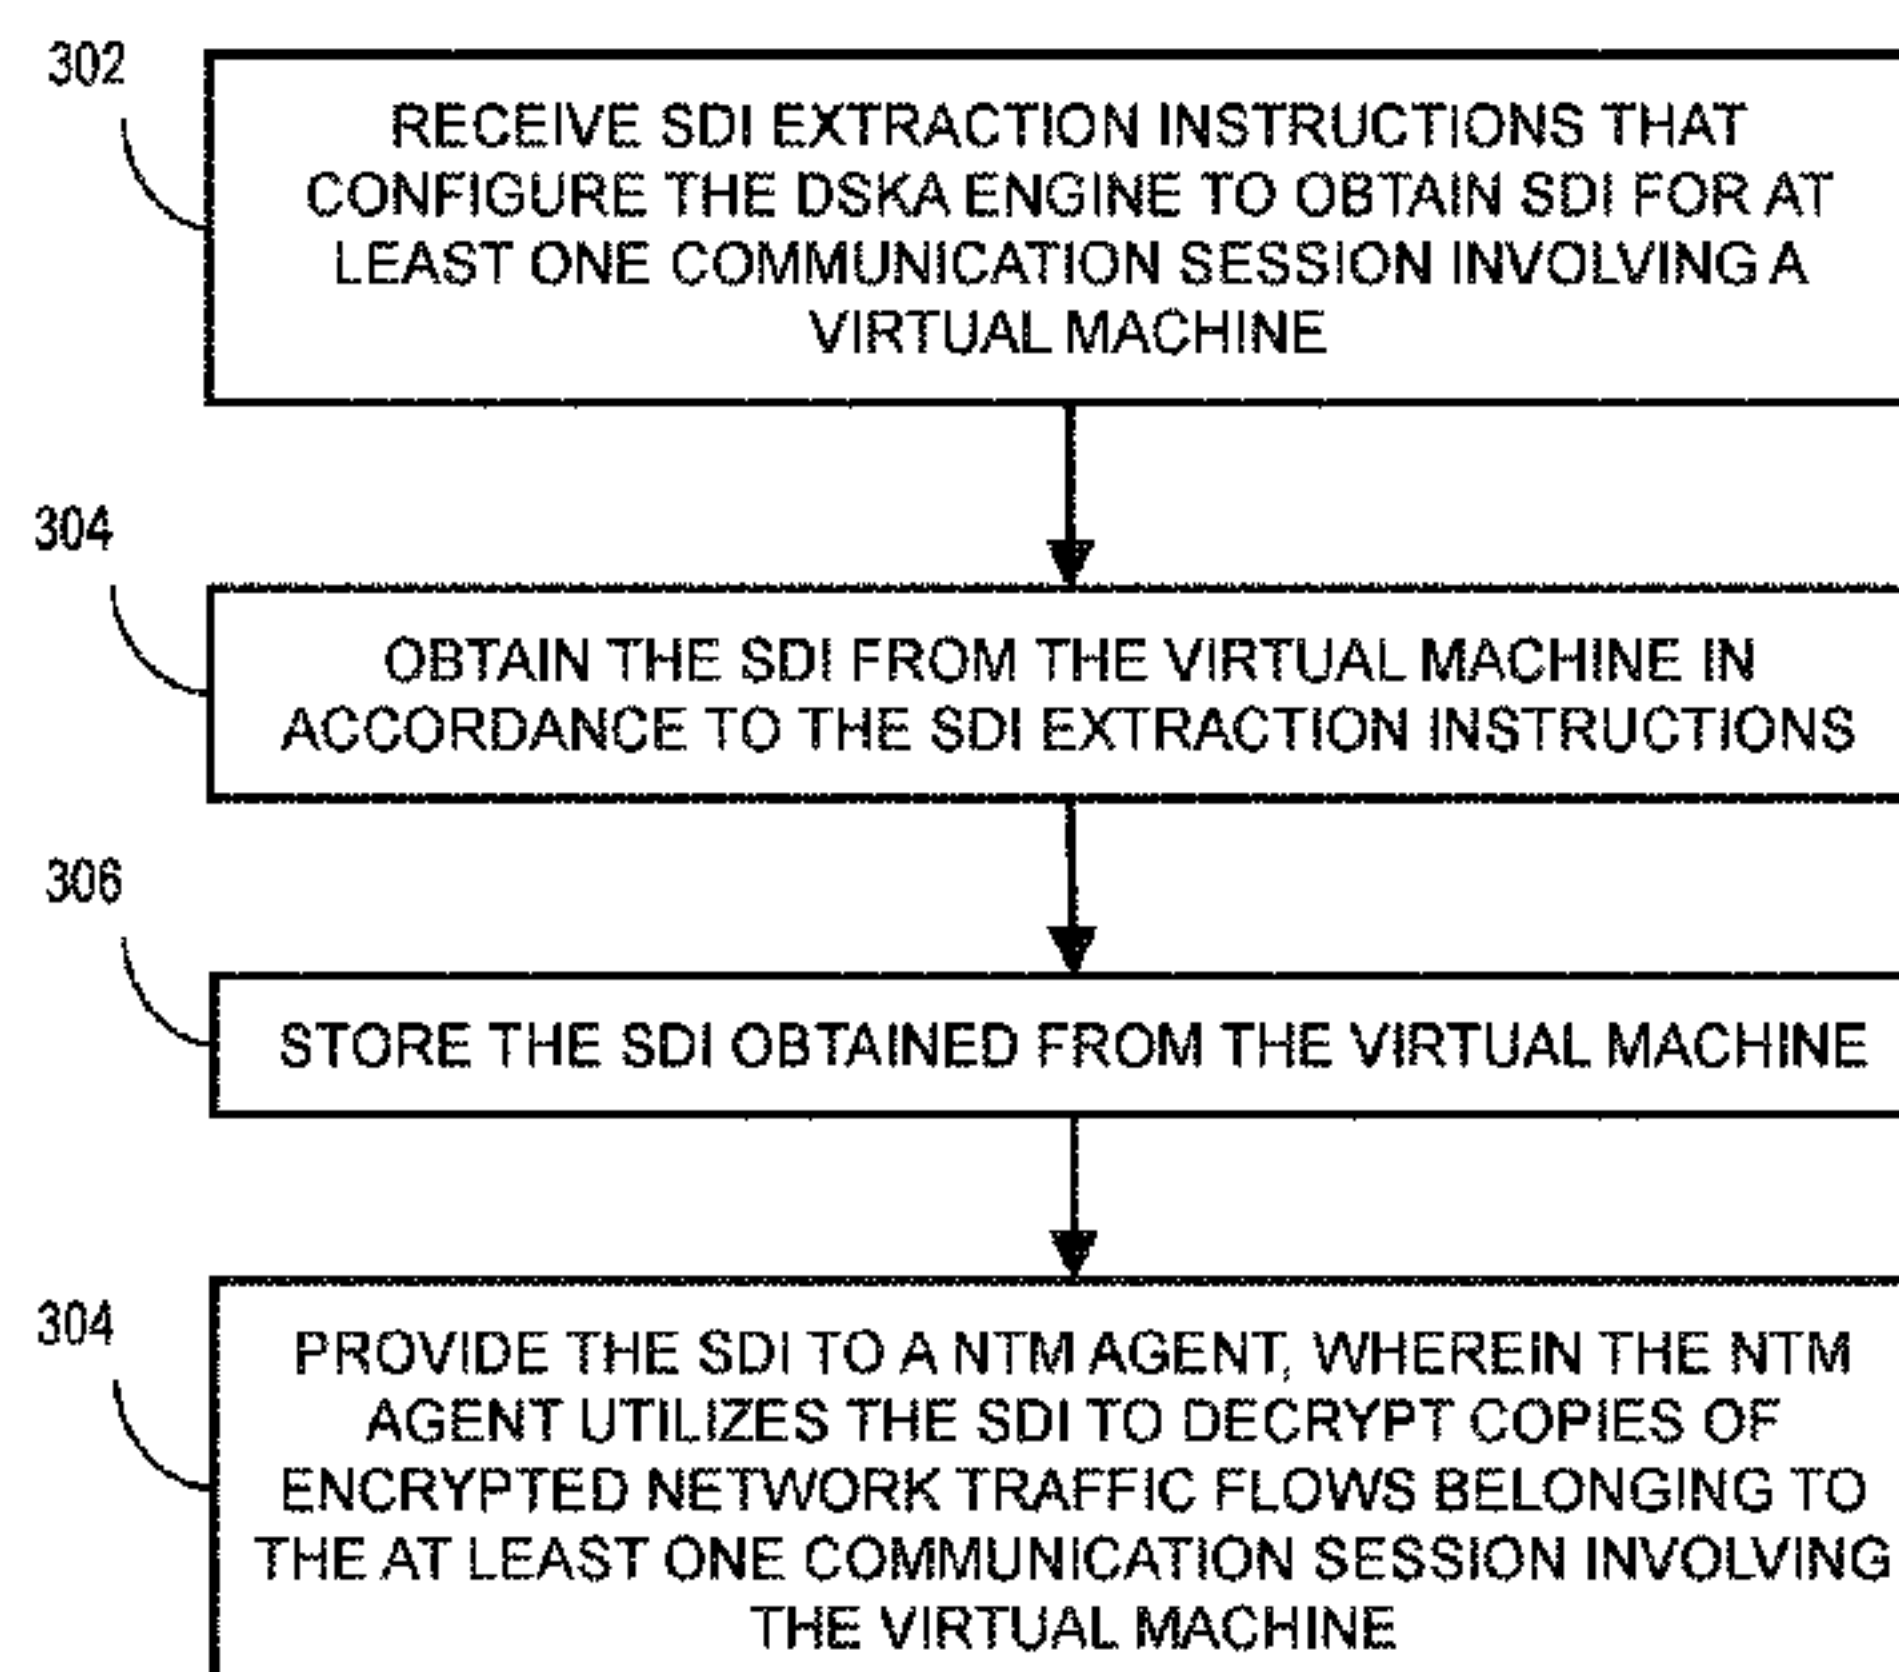 302
RECEIVE SDI EXTRACTION INSTRUCTIONS THAT
CONFIGURE THE DSKA ENGINE TO OBTAIN SDI FOR AT
LEAST ONE COMMUNICATION SESSION INVOLVING A
VIRTUAL MACHINE
304
OBTAIN THE SDI FROM THE VIRTUAL MACHINE IN
ACCORDANCE TO THE SDI EXTRACTION INSTRUCTIONS
306
STORE THE SDI OBTAINED FROM THE VIRTUAL MACHINE
304
PROVIDE THE SDI TO A NTM AGENT, WHEREIN THE NTM
AGENT UTILIZES THE SDI TO DECRYPT COPIES OF
ENCRYPTED NETWORK TRAFFIC FLOWS BELONGING TO
THE AT LEAST ONE COMMUNICATION SESSION INVOLVING
THE VIRTUAL MACHINE